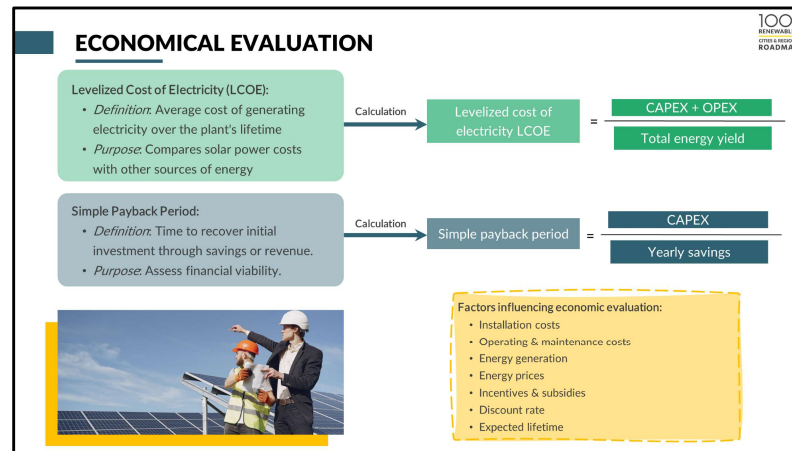 ECONOMICAL EVALUATION
100
RENEWABLE
CITIES & REGIO
ROADMA
Levelized Cost of Electricity (LCOE):
• Definition: Average cost of generating
electricity over the plant's lifetime
• Purpose: Compares solar power costs
with other sources of energy
Calculation
Levelized cost of
electricity LCOE
=
CAPEX + OPEX
Total energy yield
Simple Payback Period:
• Definition: Time to recover initial
investment through savings or revenue.
• Purpose: Assess financial viability.
Calculation
Simple payback period
=
CAPEX
Yearly savings
Factors influencing economic evaluation:
• Installation costs
• Operating & maintenance costs
• Energy generation
• Energy prices
• Incentives & subsidies
• Discount rate
• Expected lifetime